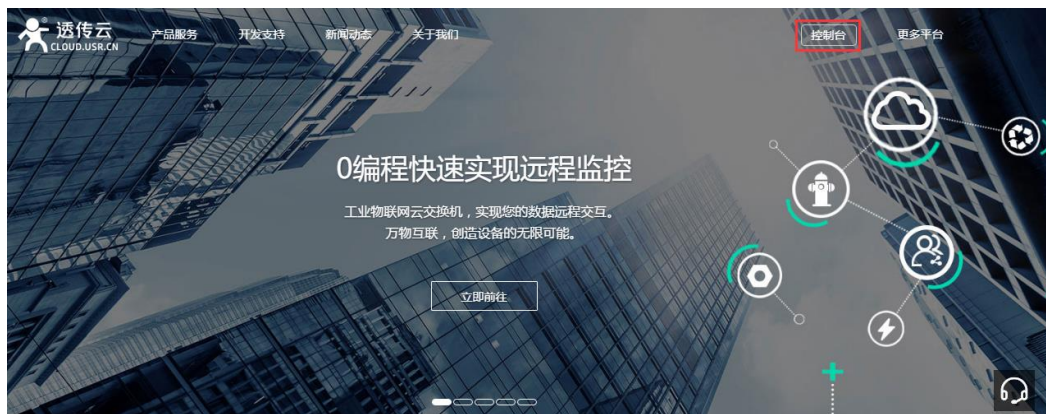 透传云
CLOUD.USR.CN
产品服务
开发支持
新闻动态
关于我们
控制台
更多平台
0编程快速实现远程监控
工业物联网云交换机，实现您的数据远程交互。
万物互联，创造设备的无限可能。
立即前往